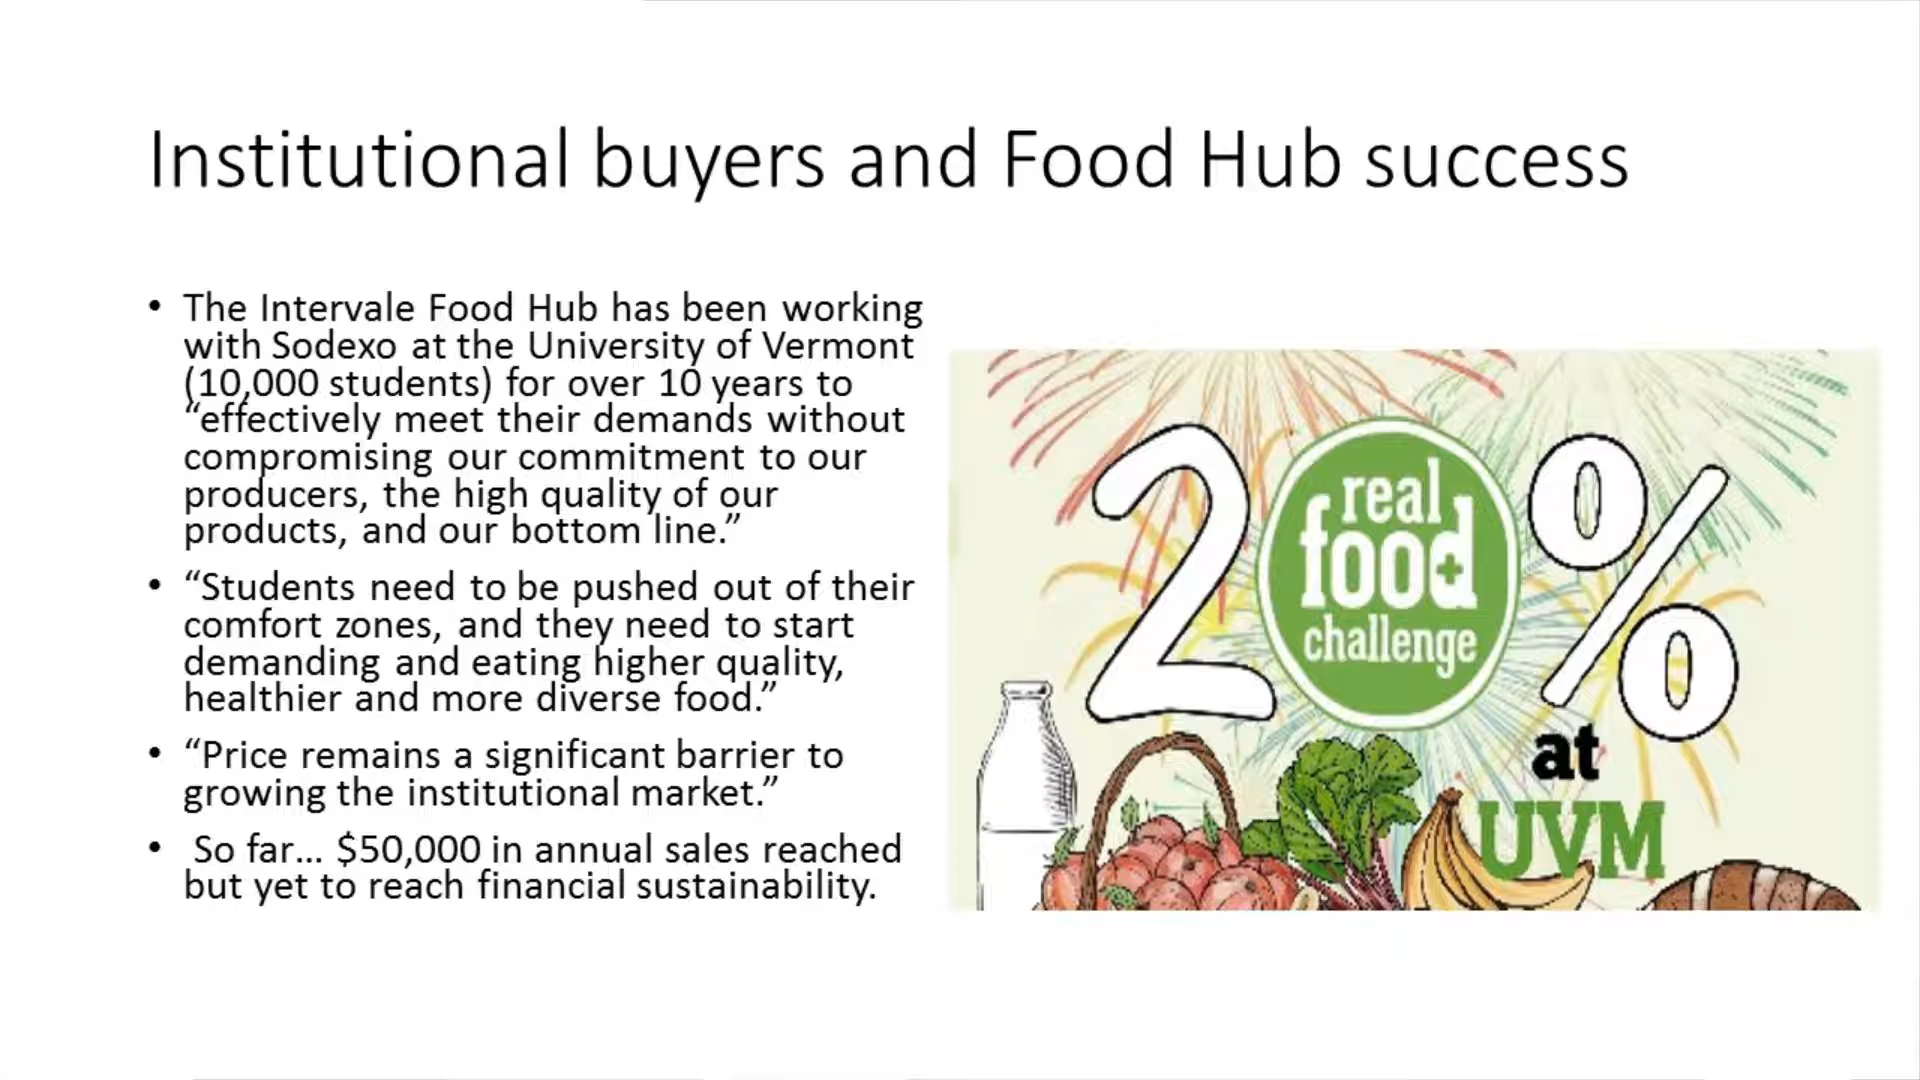 Institutional buyers and Food Hub success
• The Intervale Food Hub has been working
with Sodexo at the University of Vermont
(10,000 students) for over 10 years to
“effectively meet their demands without
compromising our commitment to our
producers, the high quality of our
products, and our bottom line.”
• “Students need to be pushed out of their
comfort zones, and they need to start
demanding and eating higher quality,
healthier and more diverse food.”
• “Price remains a significant barrier to
growing the institutional market.”
• So far... $50,000 in annual sales reached
but yet to reach financial sustainability.
2 %
real
food
challenge
at
UVM